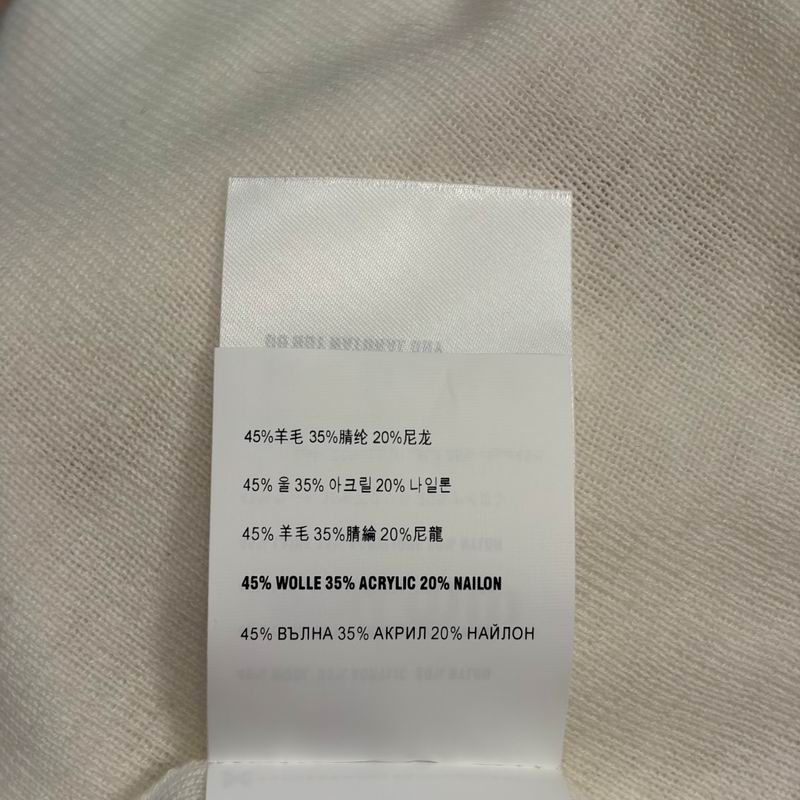 45%羊毛 35%腈纶 20%尼龙
45% 울 35% 아크릴 20% 나일론
45% 羊毛 35%腈綸 20%尼龍
45% WOLLE 35% ACRYLIC 20% NAILON
45% ВЪЛНА 35% АКРИЛ 20% НАЙЛОН